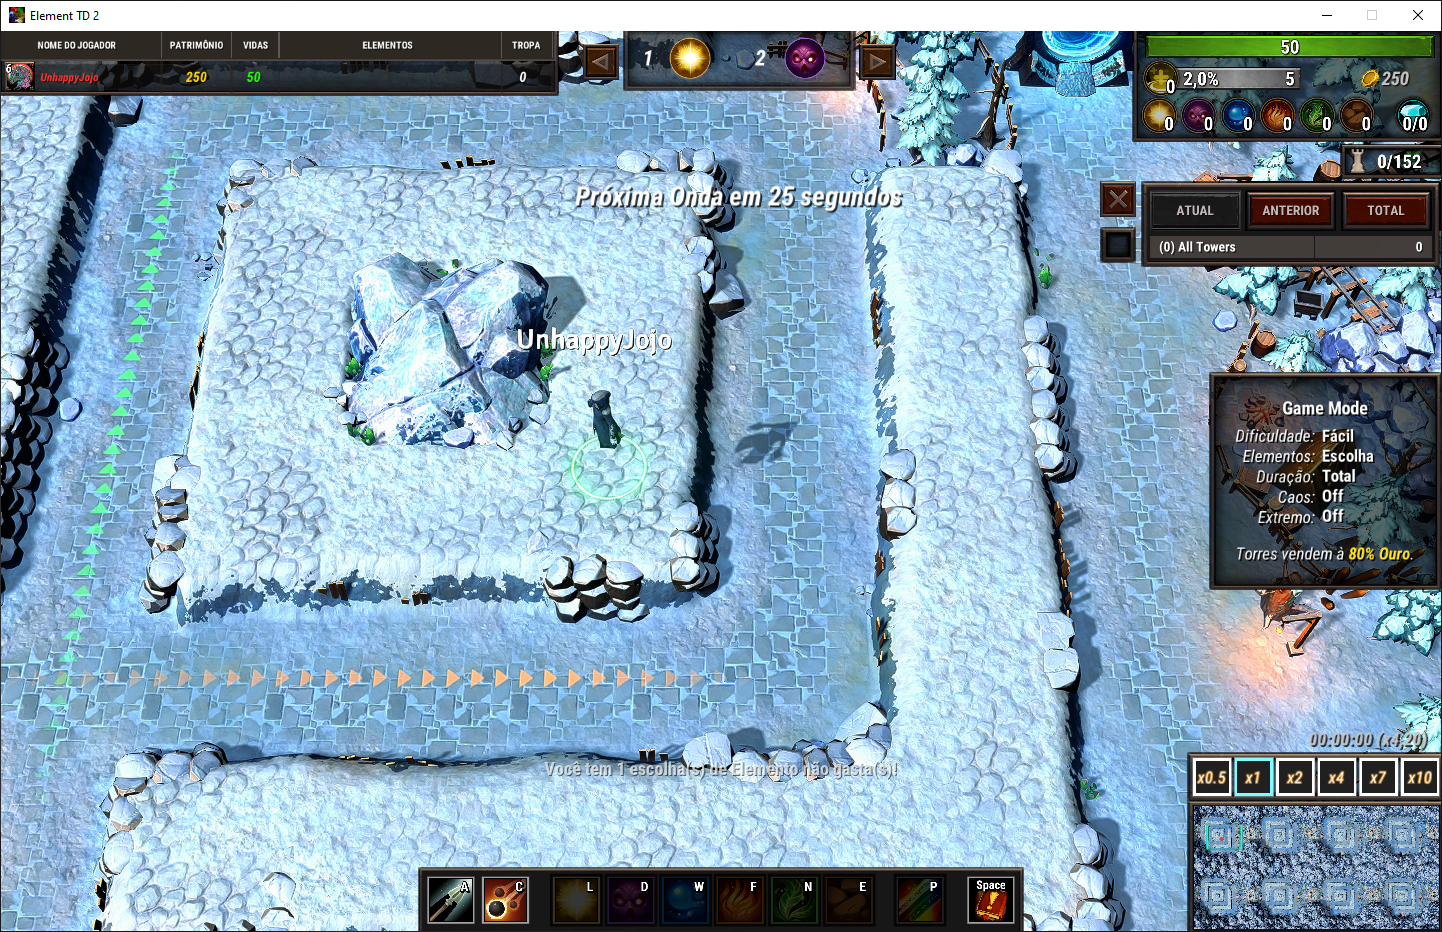 Element TD 2
NOME DO JOGADOR PATRIMÔNIO VIDAS ELEMENTOS TROPA
6 UnhappyJojo 250 50 0
1 2
50
0 2,0% 5 250
0 0 0 0 0 0 0/0
0/152
Próxima Onda em 25 segundos
ATUAL ANTERIOR TOTAL
(0) All Towers 0
UnhappyJojo
Game Mode
Dificuldade: Fácil
Elementos: Escolha
Duração: Total
Caos: Off
Extremo: Off
Torres vendem à 80% Ouro.
00:00:00 (x4,20)
Você tem 1 escolha(s) de Elemento não gasta(s)!
x0.5 x1 x2 x4 x7 x10
A C L D W F N E P Space